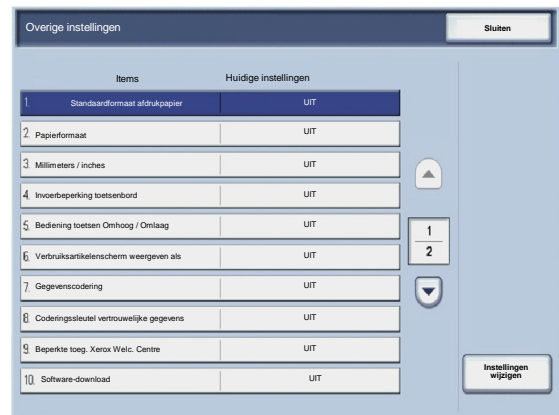 Overige instellingen
Sluiten
Items Huidige instellingen
1. Standaardformaat afdrukpapier UIT
2. Papierformaat UIT
3. Millimeters / inches UIT
4. Invoerbeperking toetsenbord UIT
5. Bediening toetsen Omhoog / Omlaag UIT
6. Verbruiksartikelenscherm weergeven als UIT
7. Gegevenscodering UIT
8. Coderingssleutel vertrouwelijke gegevens UIT
9. Beperkte toeg. Xerox Welc. Centre UIT
10. Software-download UIT
1
2
Instellingen
wijzigen